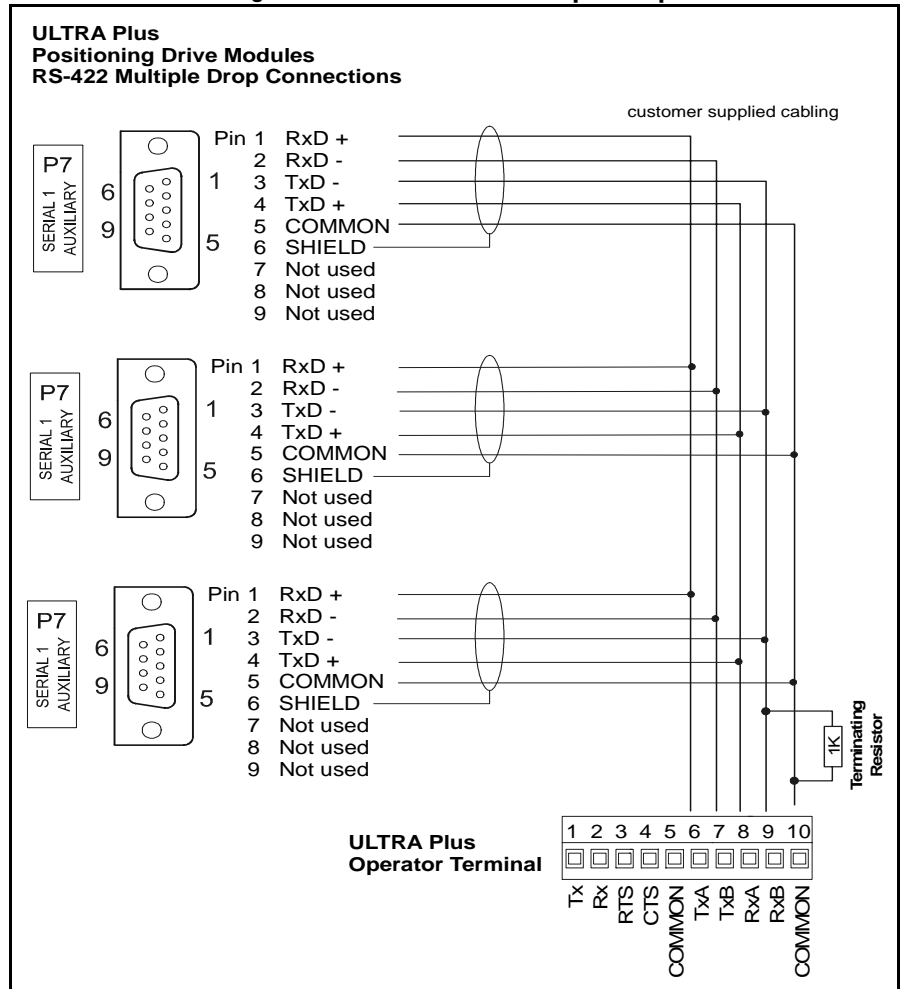 ULTRA Plus
Positioning Drive Modules
RS-422 Multiple Drop Connections
customer supplied cabling
P7
SERIAL 1
AUXILIARY
6
9
1
5
Pin 1 RxD +
2 RxD -
3 TxD -
4 TxD +
5 COMMON
6 SHIELD
7 Not used
8 Not used
9 Not used
P7
SERIAL 1
AUXILIARY
6
9
1
5
Pin 1 RxD +
2 RxD -
3 TxD -
4 TxD +
5 COMMON
6 SHIELD
7 Not used
8 Not used
9 Not used
P7
SERIAL 1
AUXILIARY
6
9
1
5
Pin 1 RxD +
2 RxD -
3 TxD -
4 TxD +
5 COMMON
6 SHIELD
7 Not used
8 Not used
9 Not used
1K
Terminating
Resistor
ULTRA Plus
Operator Terminal
1 2 3 4 5 6 7 8 9 10
Tx
Rx
RTS
CTS
COMMON
TxA
TxB
RxA
RxB
COMMON